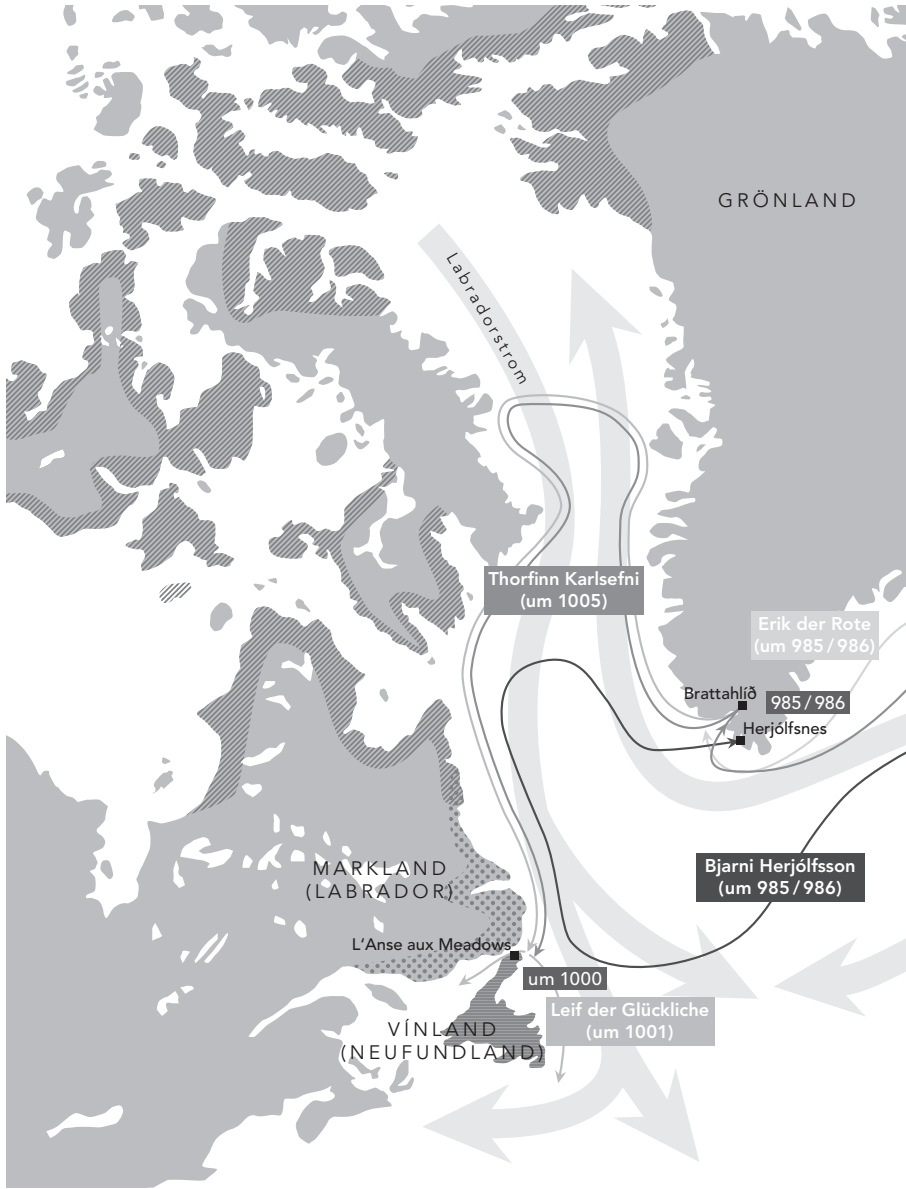 GRÖNLAND
Labradorstrom
Thorfinn Karlsefni
(um 1005)
Erik der Rote
(um 985 / 986)
Brattahlíð
985 / 986
Herjólfsnes
Bjarni Herjólfsson
(um 985 / 986)
MARKLAND
(LABRADOR)
L‘Anse aux Meadows
um 1000
Leif der Glückliche
(um 1001)
VÍNLAND
(NEUFUNDLAND)